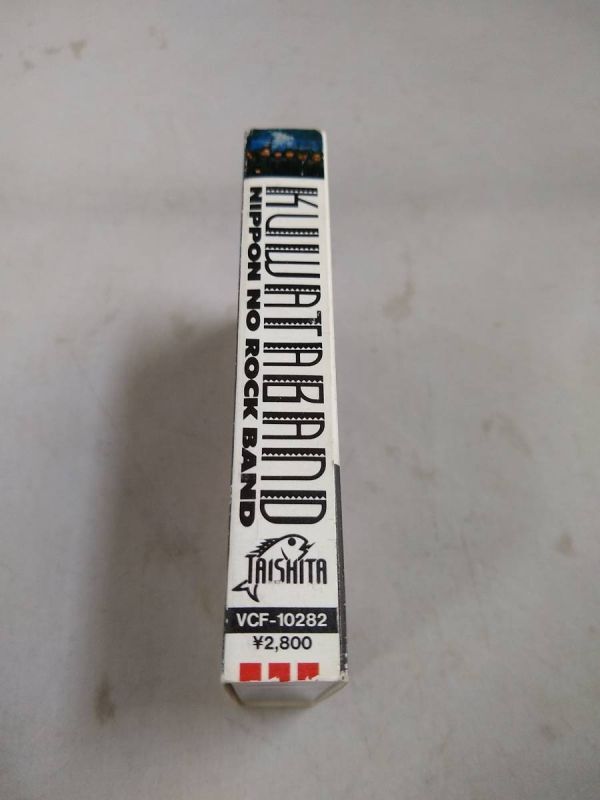 KUWATABAND
NIPPON NO ROCK BAND
TAISHITA
VCF-10282
¥2,800